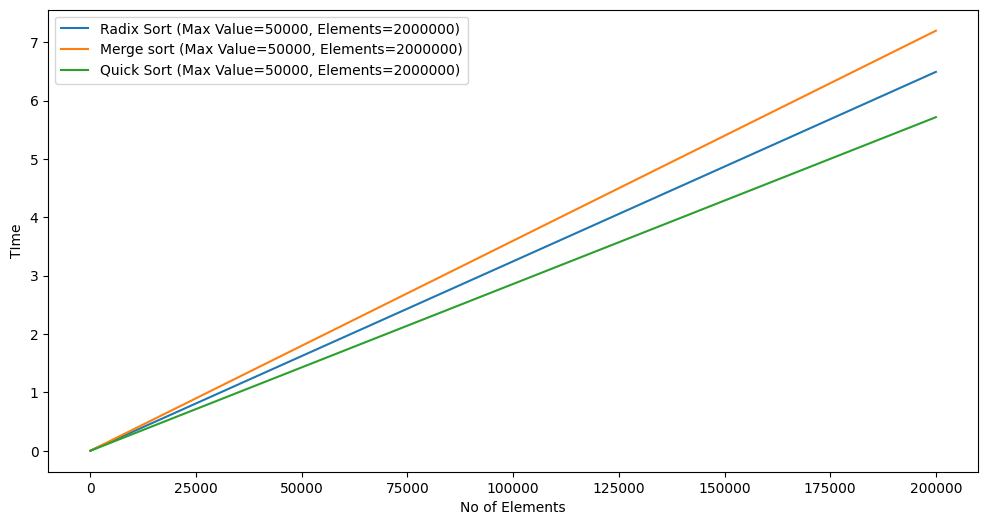 Radix Sort (Max Value=50000, Elements=2000000)
Merge sort (Max Value=50000, Elements=2000000)
Quick Sort (Max Value=50000, Elements=2000000)
7
6
5
4
3
2
1
0
TIme
0 25000 50000 75000 100000 125000 150000 175000 200000
No of Elements